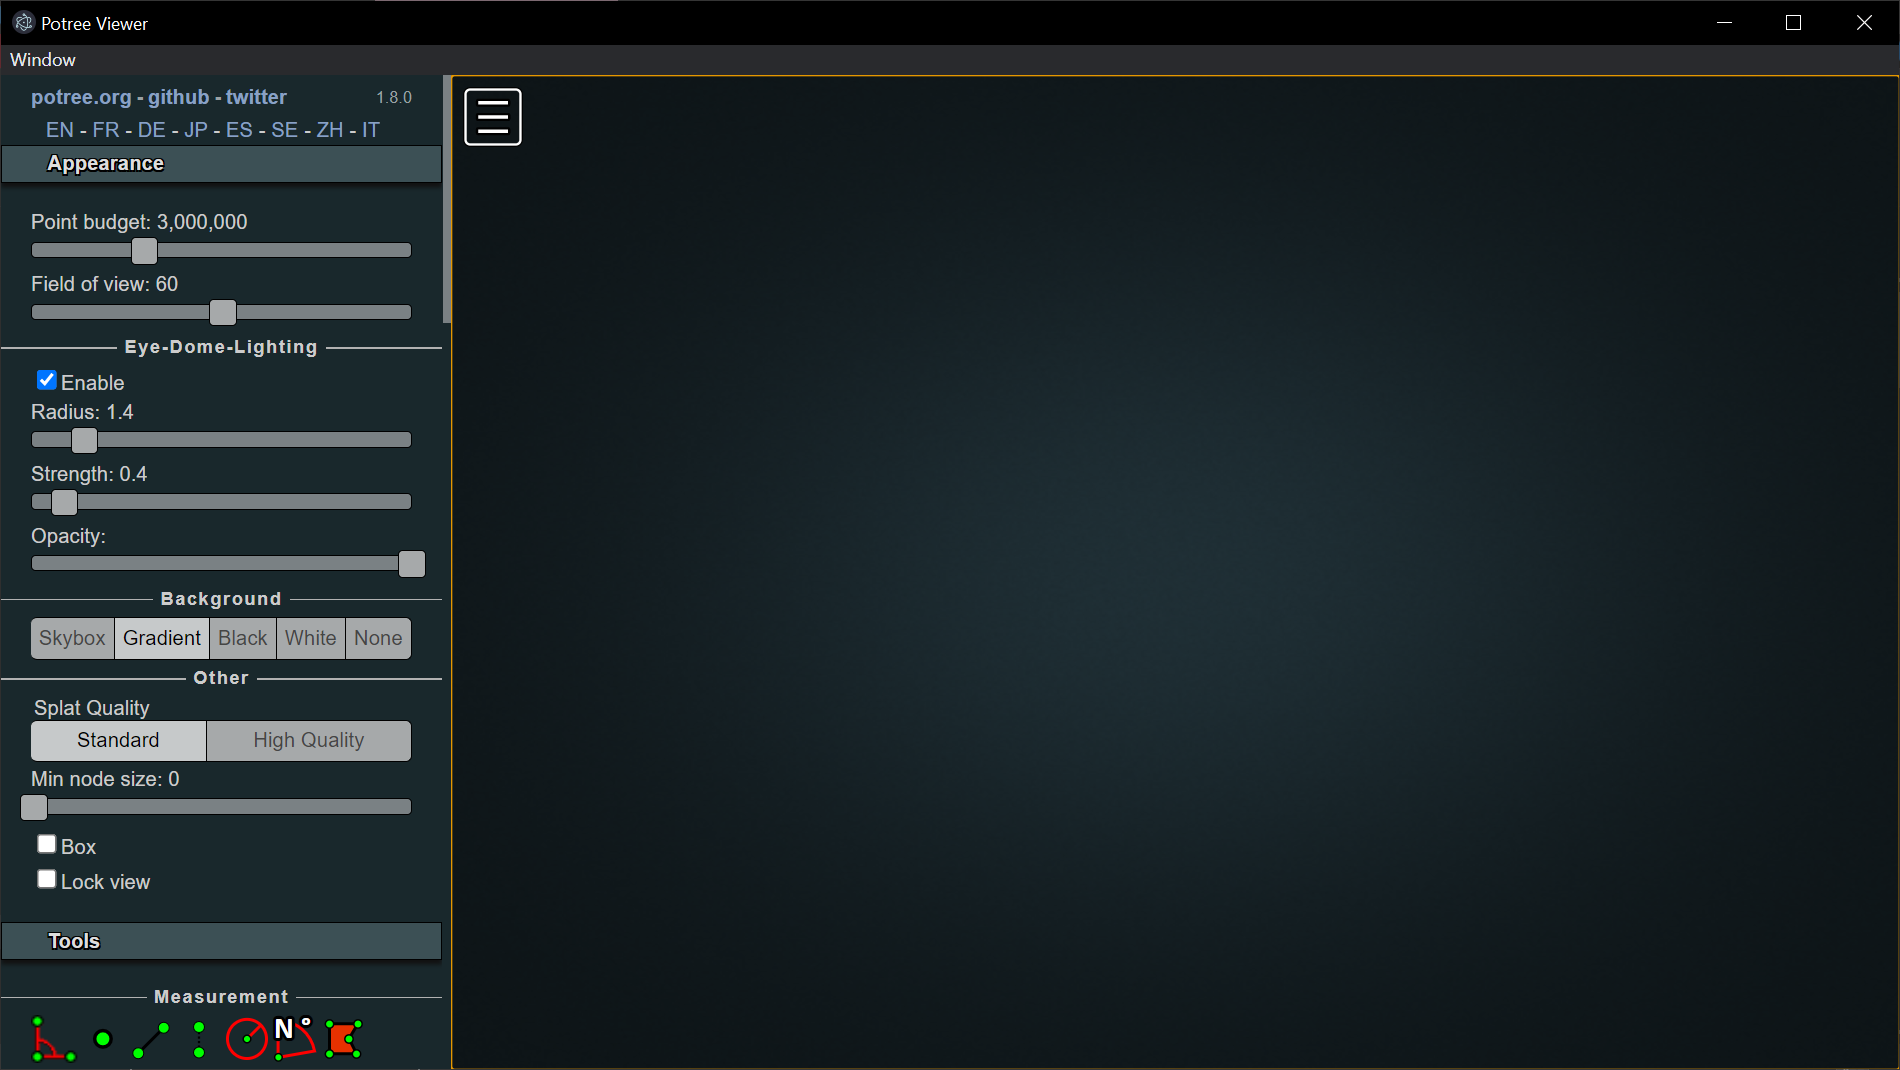 Potree Viewer
Window
potree.org - github - twitter 1.8.0
EN - FR - DE - JP - ES - SE - ZH - IT
Appearance
Point budget: 3,000,000
Field of view: 60
Eye-Dome-Lighting
Enable
Radius: 1.4
Strength: 0.4
Opacity:
Background
Skybox Gradient Black White None
Other
Splat Quality
Standard High Quality
Min node size: 0
Box
Lock view
Tools
Measurement
N°